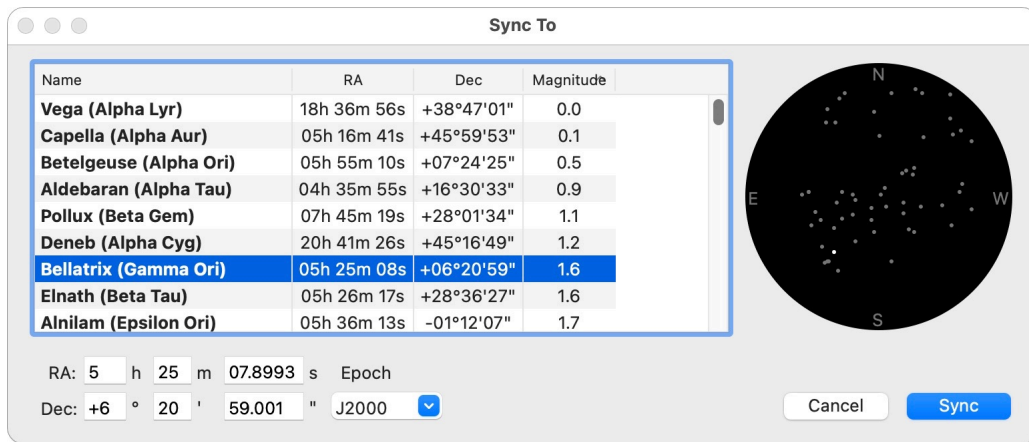 Sync To
Name RA Dec Magnitude
Vega (Alpha Lyr) 18h 36m 56s +38°47'01" 0.0
Capella (Alpha Aur) 05h 16m 41s +45°59'53" 0.1
Betelgeuse (Alpha Ori) 05h 55m 10s +07°24'25" 0.5
Aldebaran (Alpha Tau) 04h 35m 55s +16°30'33" 0.9
Pollux (Beta Gem) 07h 45m 19s +28°01'34" 1.1
Deneb (Alpha Cyg) 20h 41m 26s +45°16'49" 1.2
Bellatrix (Gamma Ori) 05h 25m 08s +06°20'59" 1.6
Elnath (Beta Tau) 05h 26m 17s +28°36'27" 1.6
Alnilam (Epsilon Ori) 05h 36m 13s -01°12'07" 1.7
N
E W
S
RA: 5 h 25 m 07.8993 s Epoch
Dec: +6 ° 20 ' 59.001 " J2000
Cancel Sync